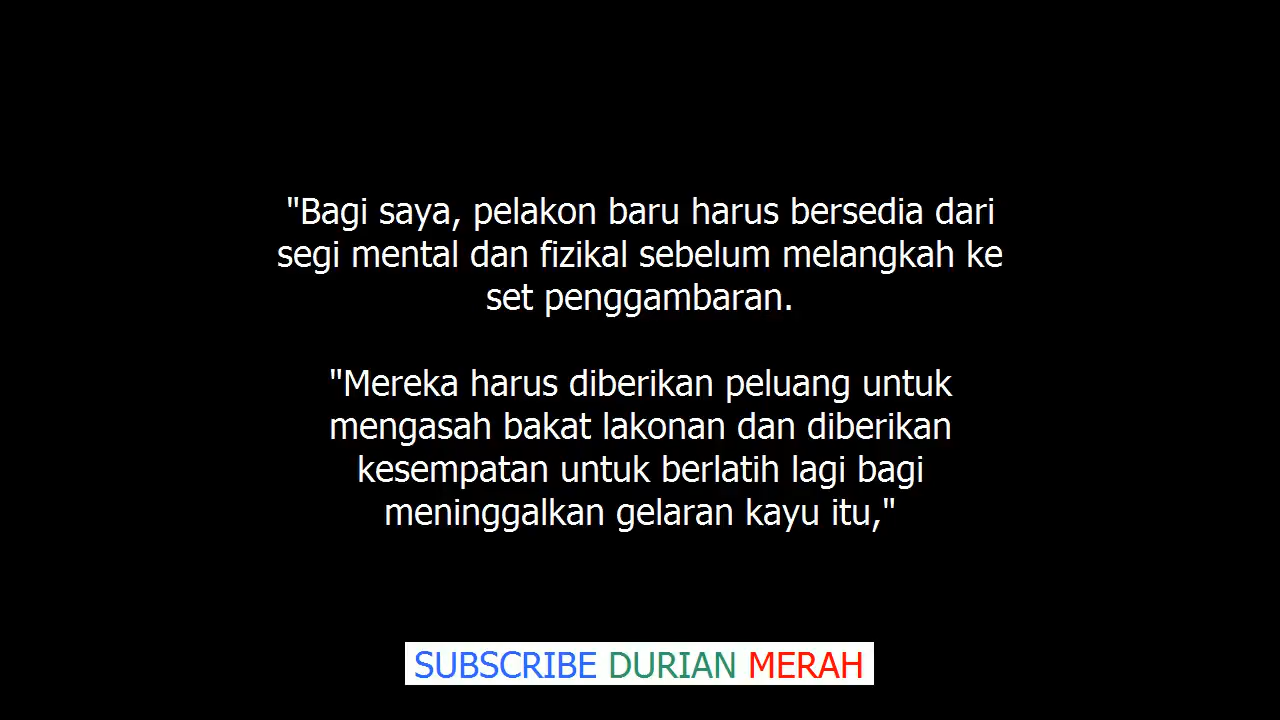 "Bagi saya, pelakon baru harus bersedia dari
segi mental dan fizikal sebelum melangkah ke
set penggambaran.
"Mereka harus diberikan peluang untuk
mengasah bakat lakonan dan diberikan
kesempatan untuk berlatih lagi bagi
meninggalkan gelaran kayu itu,"
SUBSCRIBE DURIAN MERAH